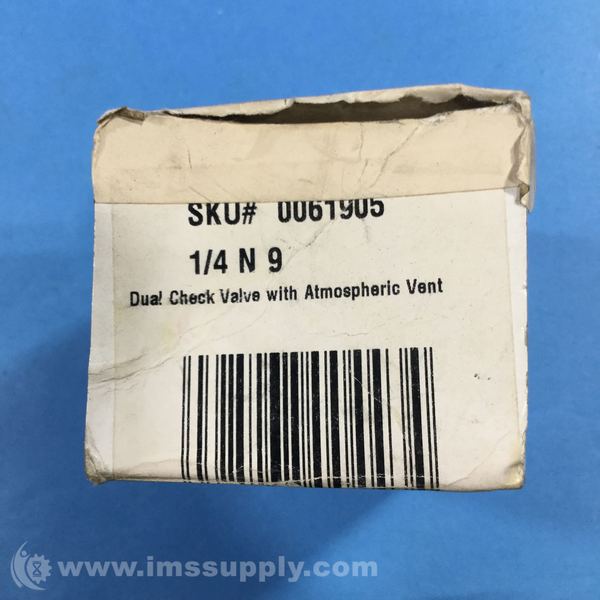 SKU# 0061905
1/4 N 9
Dual Check Valve with Atmospheric Vent
www.imssupply.com